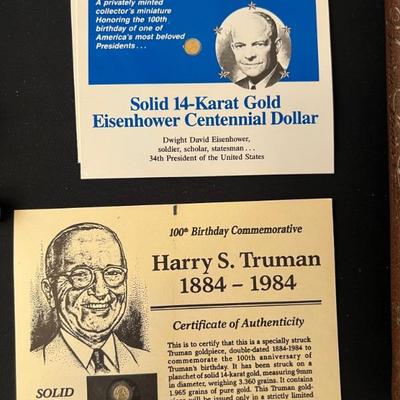 A privately minted
collector's miniature
Honoring the 100th
birthday of one of
America's most beloved
Presidents . . .
Solid 14-Karat Gold
Eisenhower Centennial Dollar
Dwight David Eisenhower,
soldier, scholar, statesman . . .
34th President of the United States
100th Birthday Commemorative
Harry S. Truman
1884 – 1984
Certificate of Authenticity
This is to certify that this is a specially struck
Truman goldpiece, double-dated 1884-1984 to
commemorate the 100th anniversary of
Truman's birthday. It has been struck on a
planchet of solid 14-karat gold, measuring 9mm
in diameter, weighing 3.360 grains. It contains
1.965 grains of pure gold. This Truman gold-
piece will be issued only in a strictly limited
SOLID